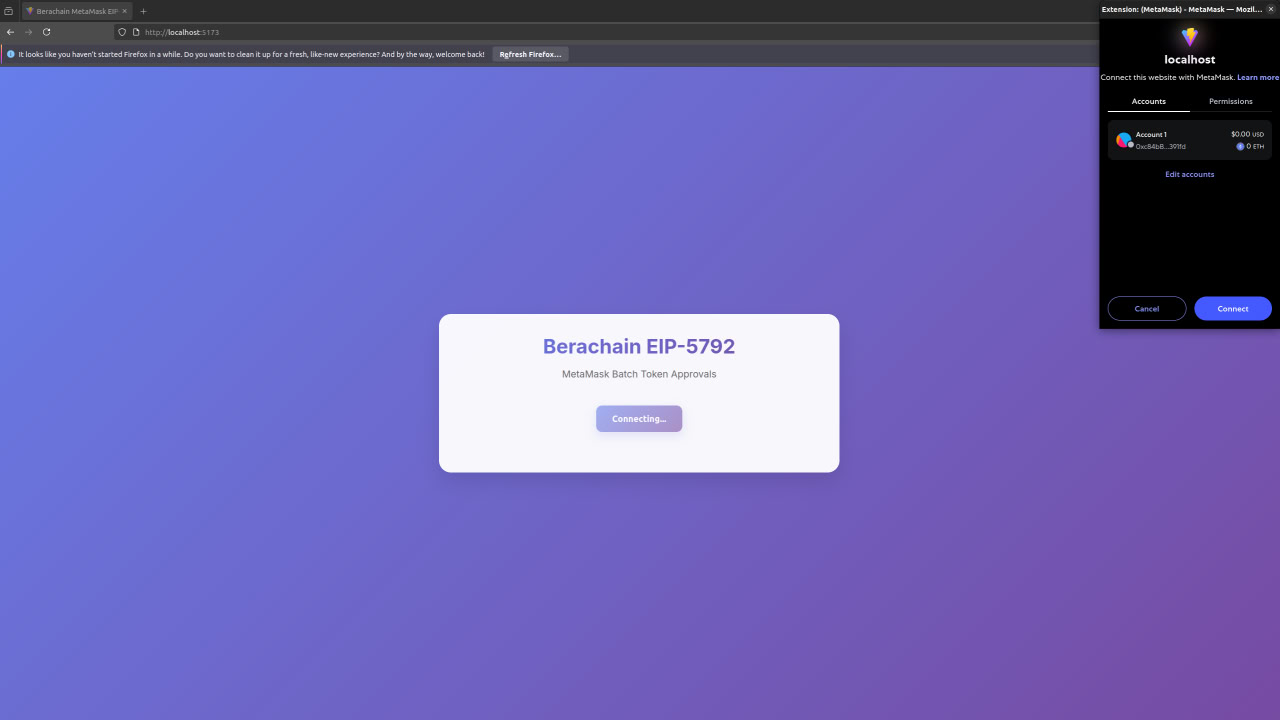 Berachain MetaMask EIP
http://localhost:5173
It looks like you haven't started Firefox in a while. Do you want to clean it up for a fresh, like-new experience? And by the way, welcome back!
Refresh Firefox...
Berachain EIP-5792
MetaMask Batch Token Approvals
Connecting...
Extension: (MetaMask) - MetaMask — Mozil...
localhost
Connect this website with MetaMask. Learn more
Accounts
Permissions
Account 1
$0.00 USD
0xc84bB...391fd
0 ETH
Edit accounts
Cancel
Connect